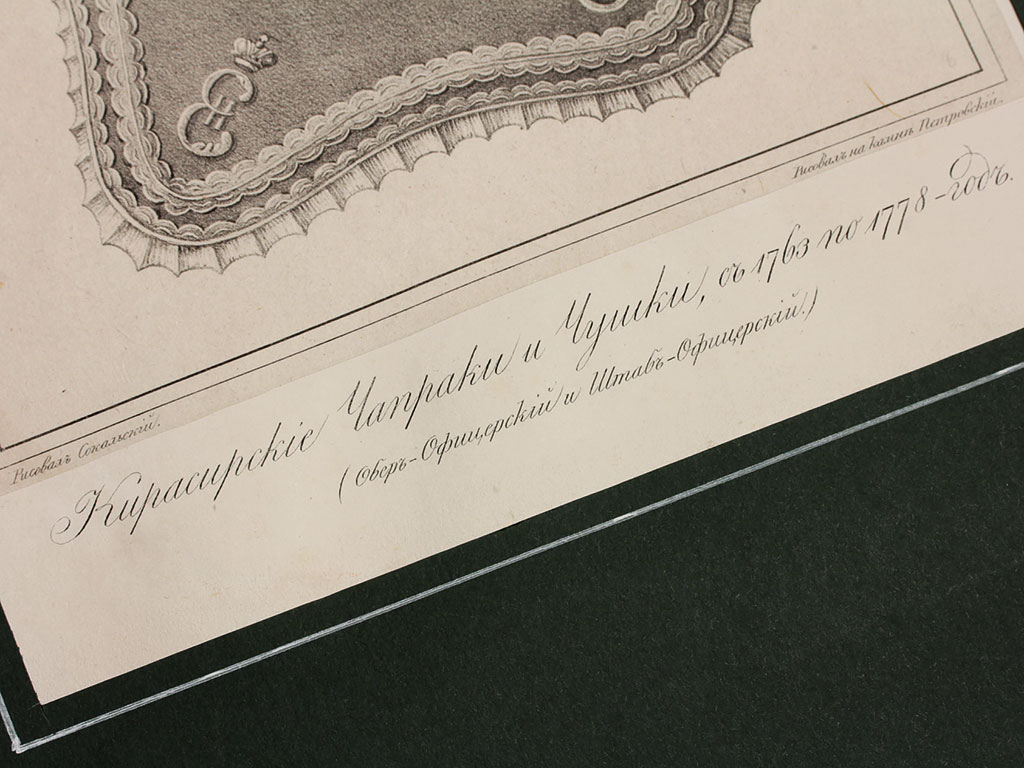 Рисовалъ Сокальскій.
Рисовалъ на камнѣ Петровскій.
Кирасирскіе Чапраки и Чушки, съ 1763 по 1778-годъ.
(Оберъ-Офицерскій и Штабъ-Офицерскій.)